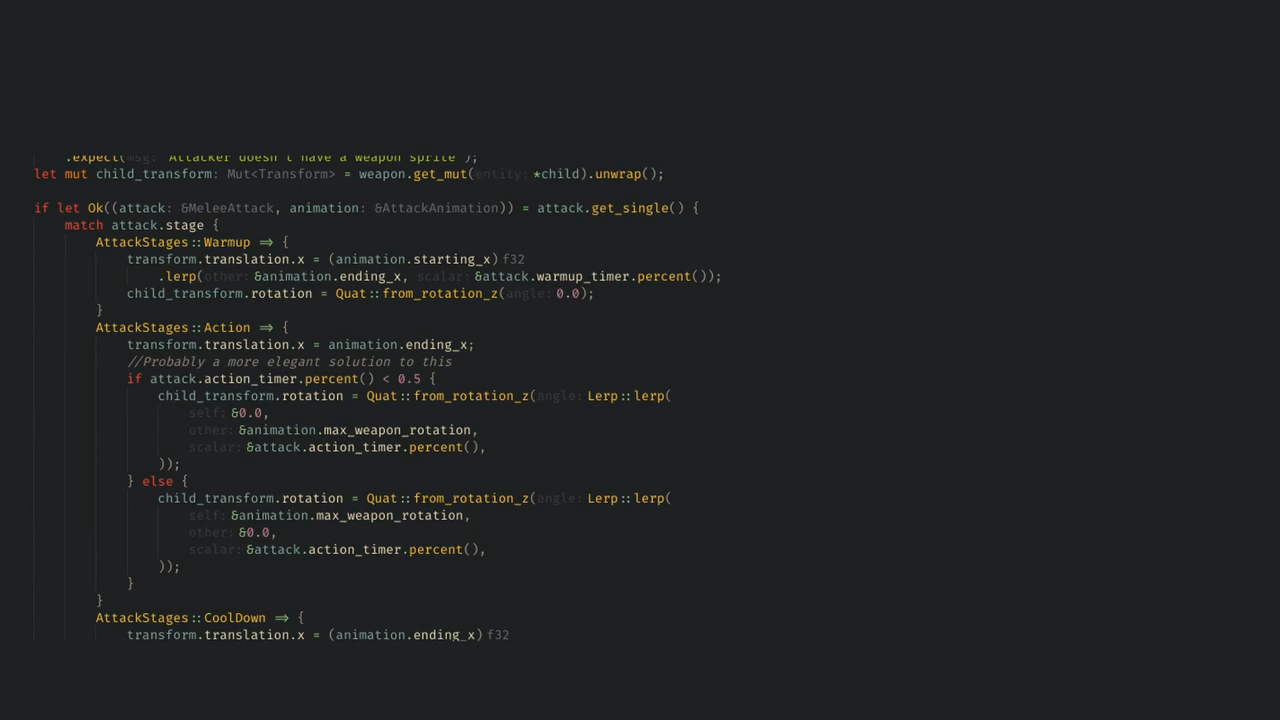 .expect(msg: "Attacker doesn't have a weapon sprite");
let mut child_transform: Mut<Transform> = weapon.get_mut(entity: *child).unwrap();
if let Ok((attack: &MeleeAttack, animation: &AttackAnimation)) = attack.get_single() {
match attack.stage {
AttackStages::Warmup => {
transform.translation.x = (animation.starting_x) f32
.lerp(other: &animation.ending_x, scalar: &attack.warmup_timer.percent());
child_transform.rotation = Quat::from_rotation_z(angle: 0.0);
}
AttackStages::Action => {
transform.translation.x = animation.ending_x;
//Probably a more elegant solution to this
if attack.action_timer.percent() < 0.5 {
child_transform.rotation = Quat::from_rotation_z(angle: Lerp::lerp(
self: &0.0,
other: &animation.max_weapon_rotation,
scalar: &attack.action_timer.percent(),
));
} else {
child_transform.rotation = Quat::from_rotation_z(angle: Lerp::lerp(
self: &animation.max_weapon_rotation,
other: &0.0,
scalar: &attack.action_timer.percent(),
));
}
}
AttackStages::CoolDown => {
transform.translation.x = (animation.ending_x) f32